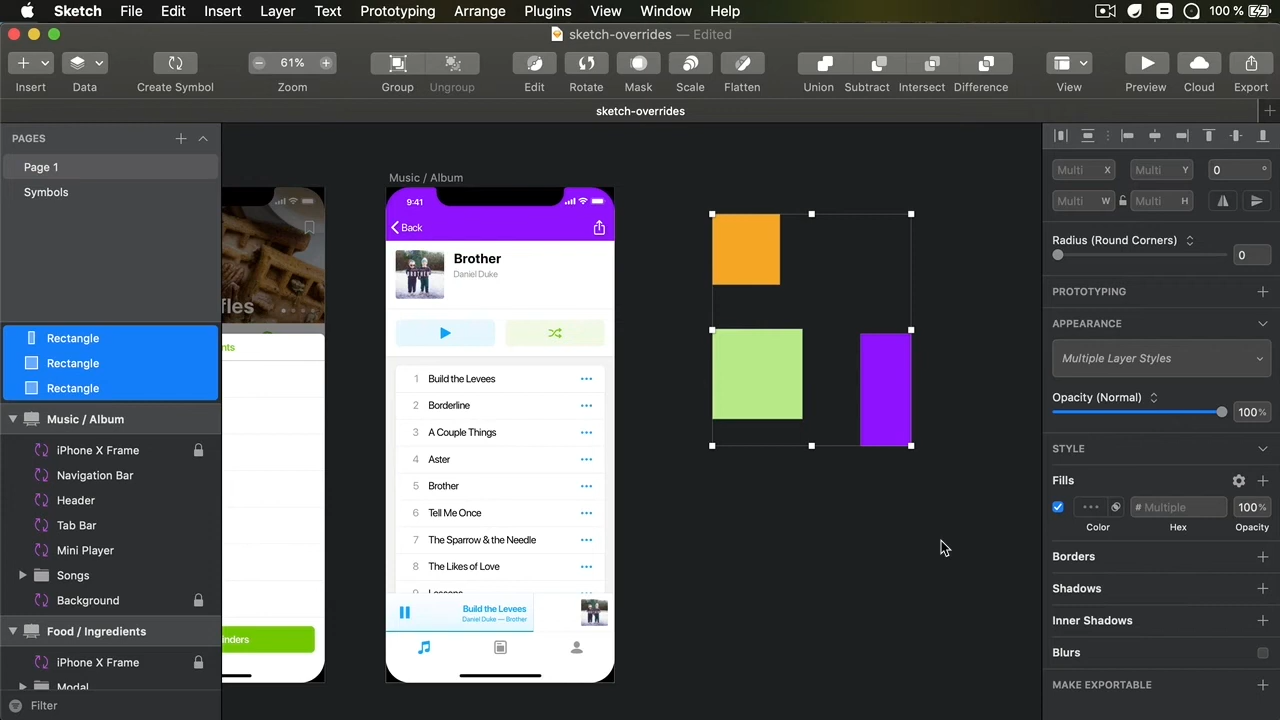 Sketch File Edit Insert Layer Text Prototyping Arrange Plugins View Window Help 100 %
sketch-overrides — Edited
61%
Insert Data Create Symbol Zoom Group Ungroup Edit Rotate Mask Scale Flatten Union Subtract Intersect Difference View Preview Cloud Export
sketch-overrides
PAGES
Page 1
Symbols
Rectangle
Rectangle
Rectangle
Music / Album
iPhone X Frame
Navigation Bar
Header
Tab Bar
Mini Player
Songs
Background
Food / Ingredients
iPhone X Frame
Modal
Filter
fles
nts
nders
Music / Album
9:41
Back
Brother
Daniel Duke
BROTHER
1 Build the Levees
2 Borderline
3 A Couple Things
4 Aster
5 Brother
6 Tell Me Once
7 The Sparrow & the Needle
8 The Likes of Love
9 Lessons
Build the Levees
Daniel Duke — Brother
Multi X Multi Y 0 °
Multi W Multi H
Radius (Round Corners)
0
PROTOTYPING
APPEARANCE
Multiple Layer Styles
Opacity (Normal)
100%
STYLE
Fills
# Multiple 100%
Color Hex Opacity
Borders
Shadows
Inner Shadows
Blurs
MAKE EXPORTABLE